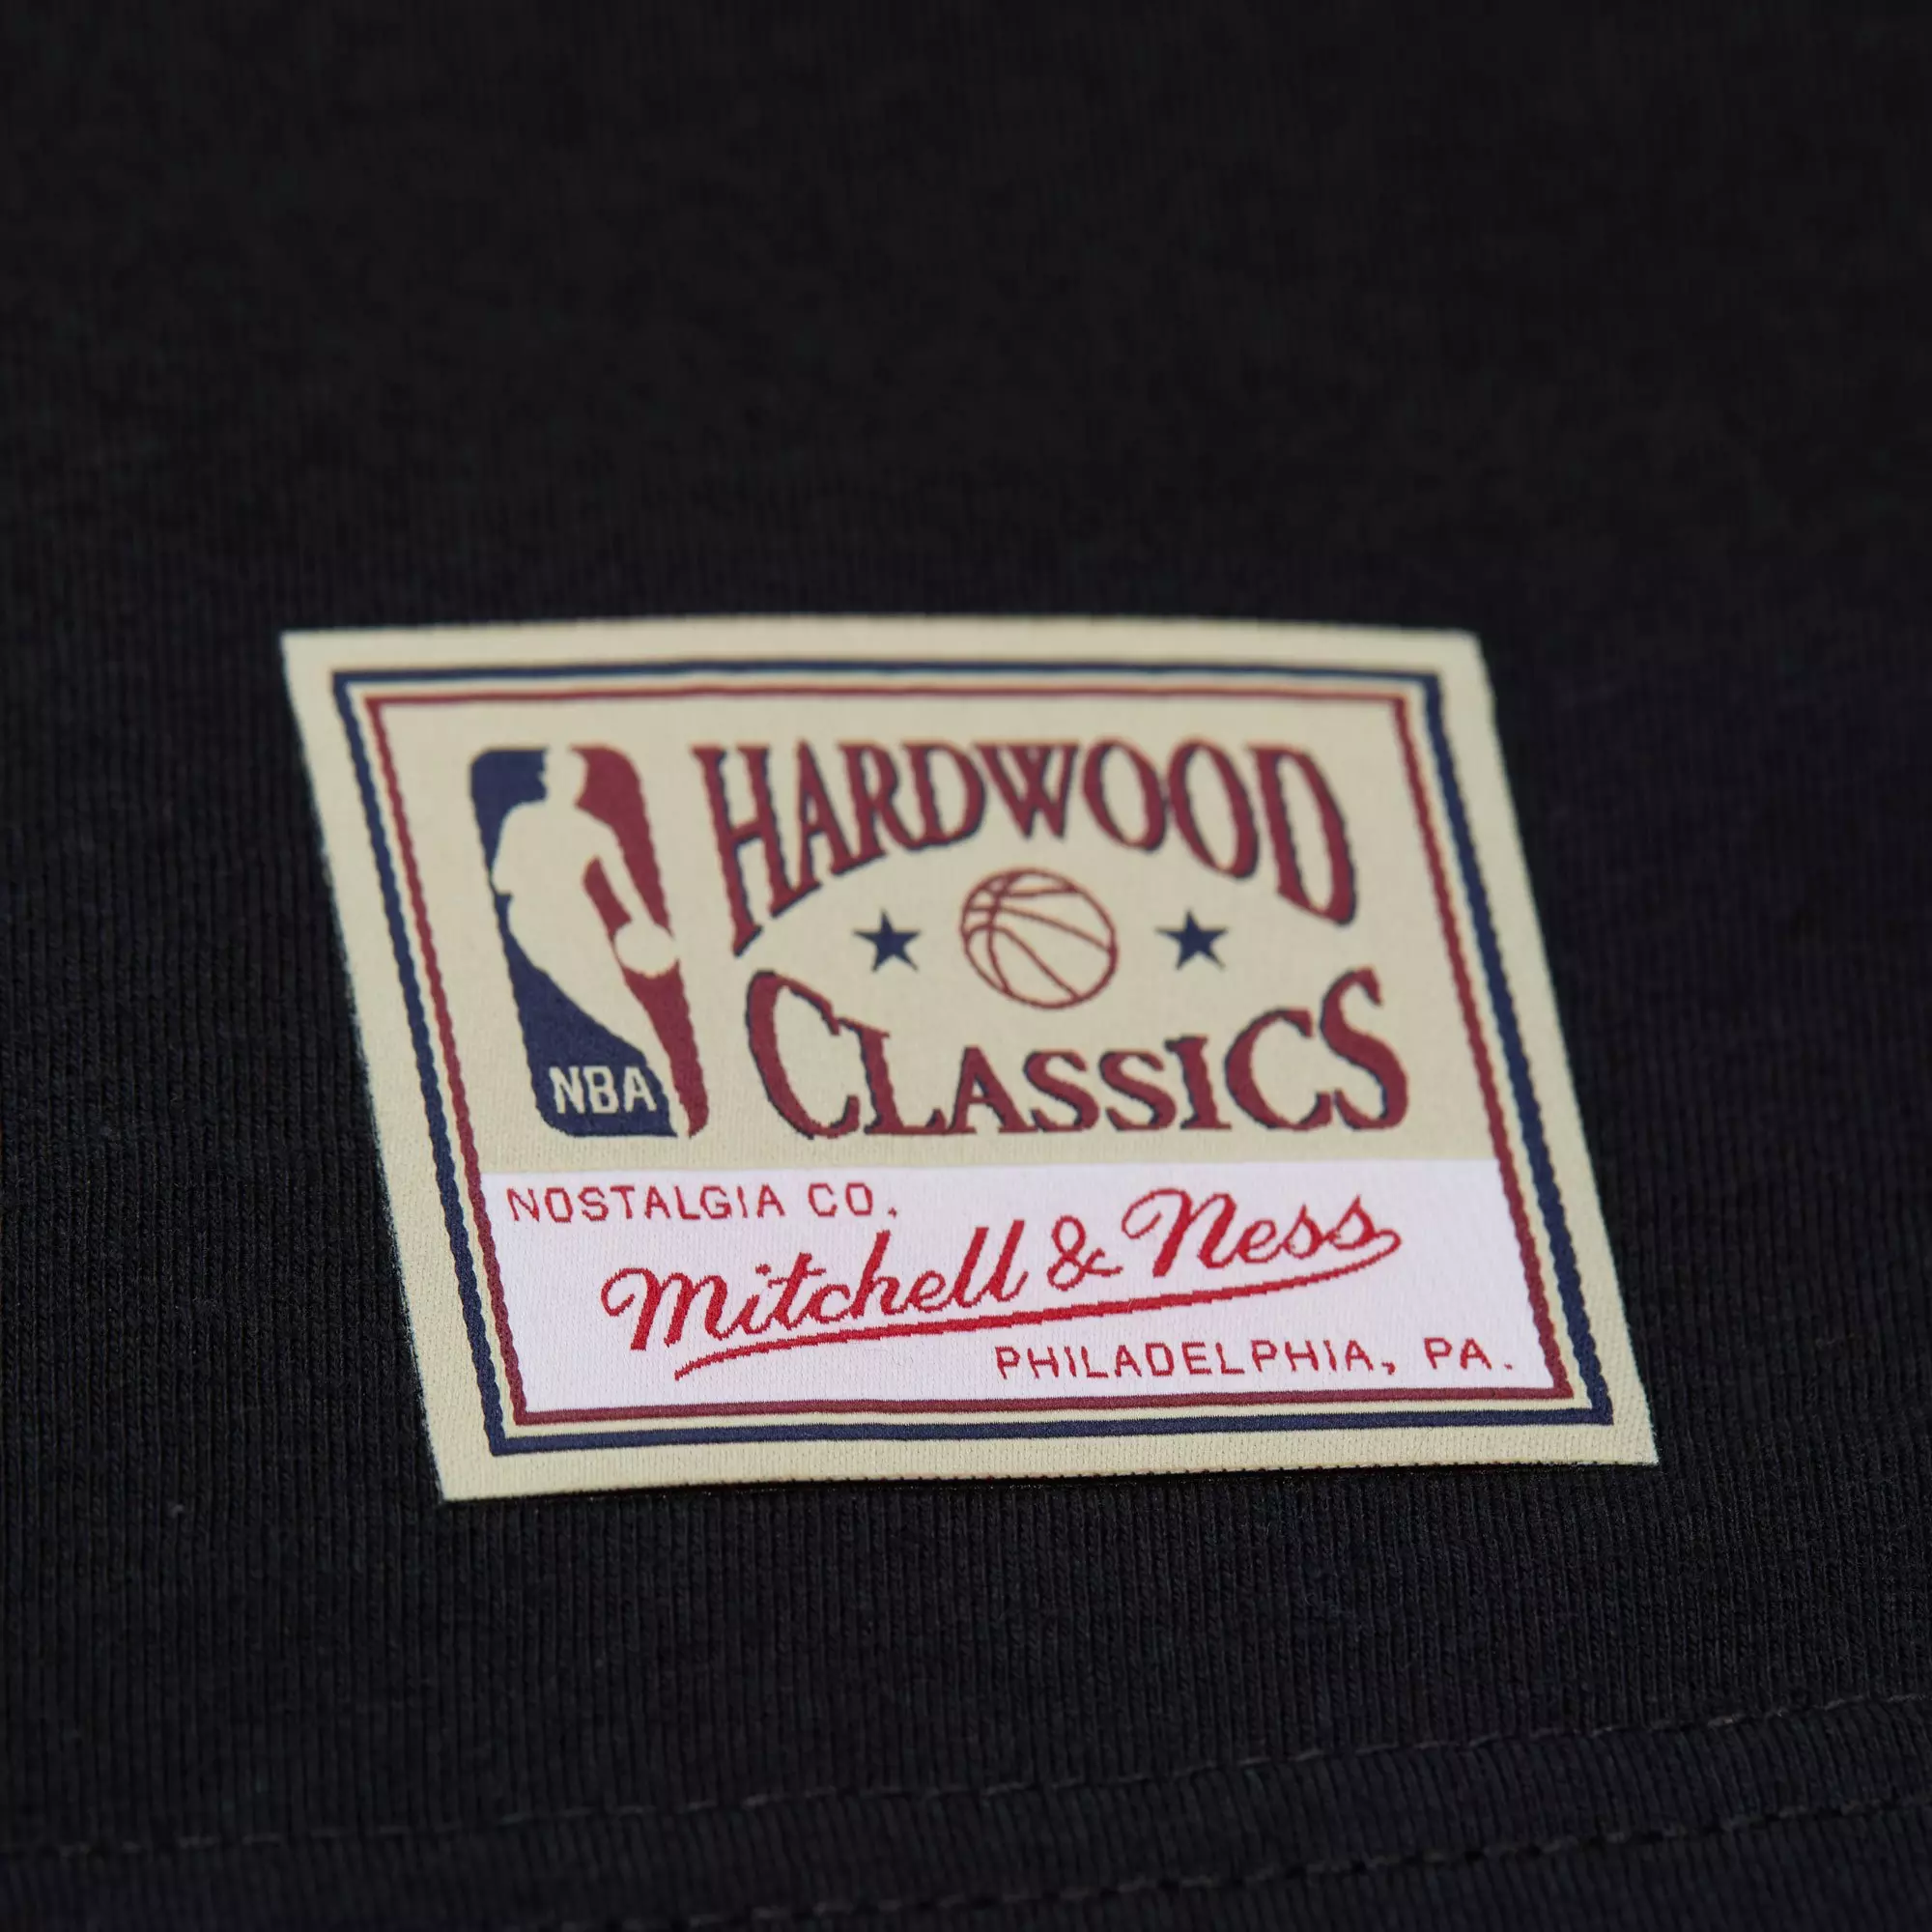 HARDWOOD
CLASSICS
NBA
NOSTALGIA CO.
Mitchell & Ness
PHILADELPHIA, PA.